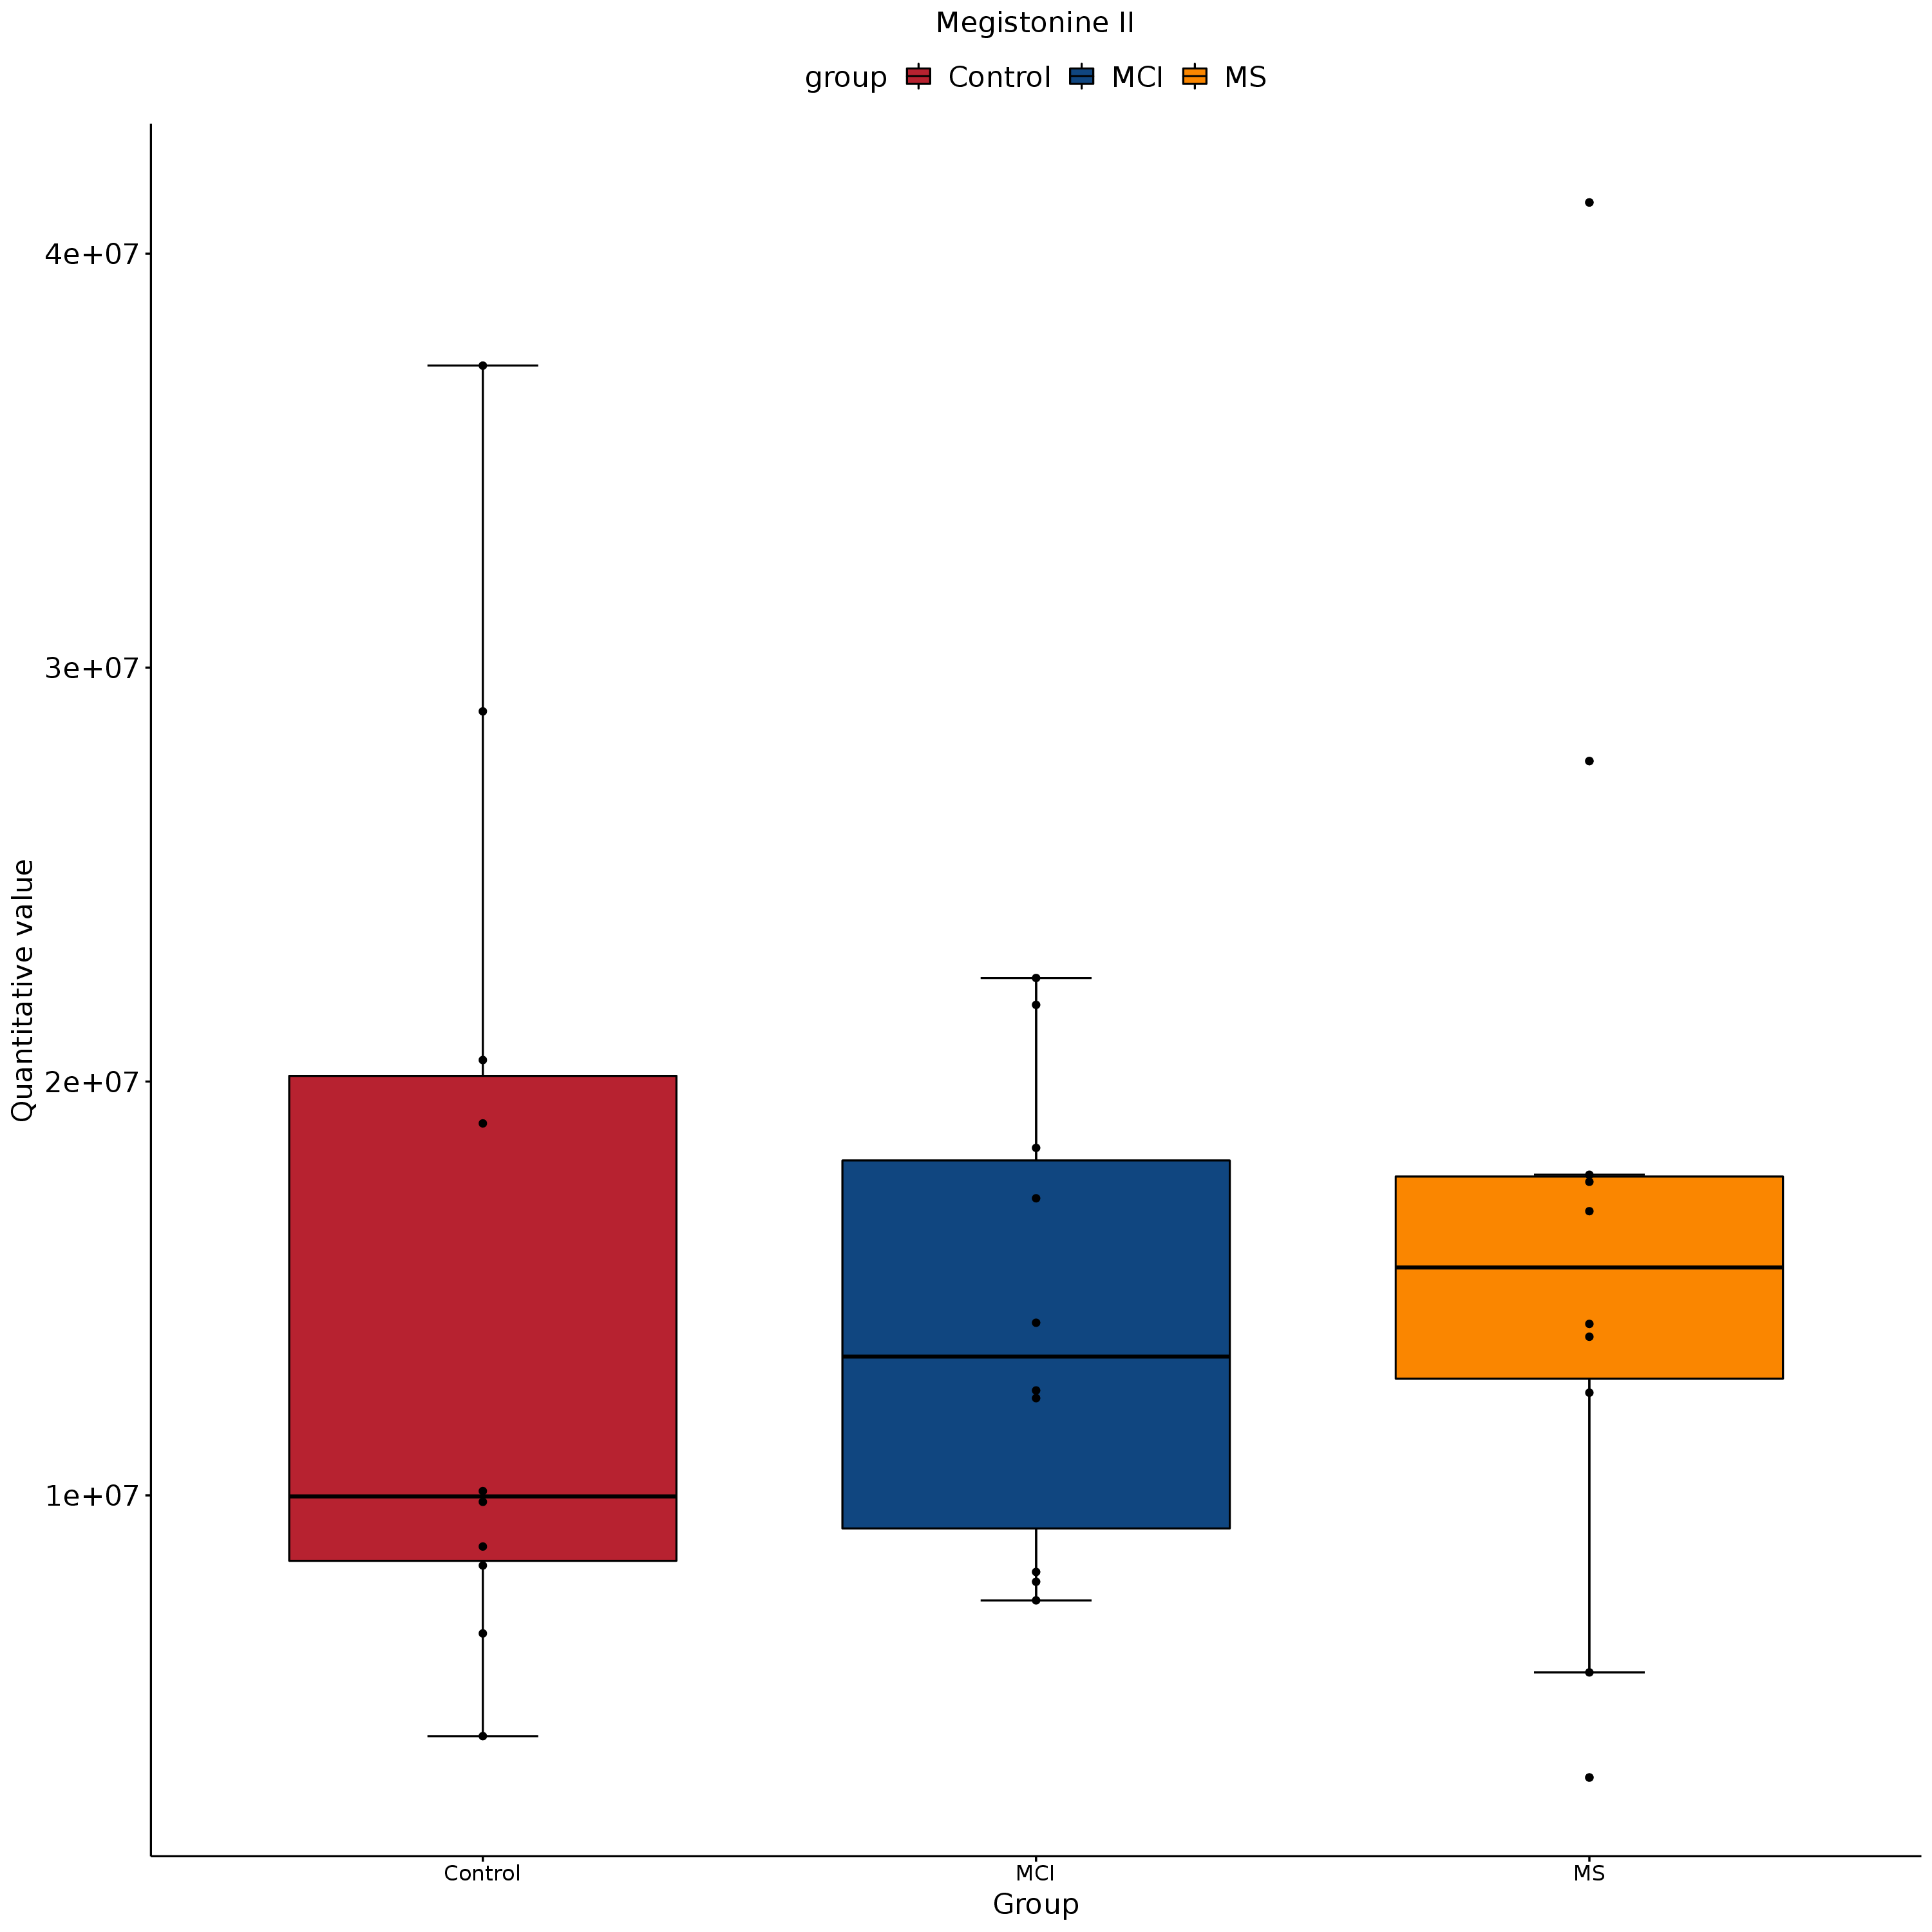 Megistonine II
group Control MCI MS
4e+07
3e+07
2e+07
1e+07
Quantitative value
Control MCI MS
Group